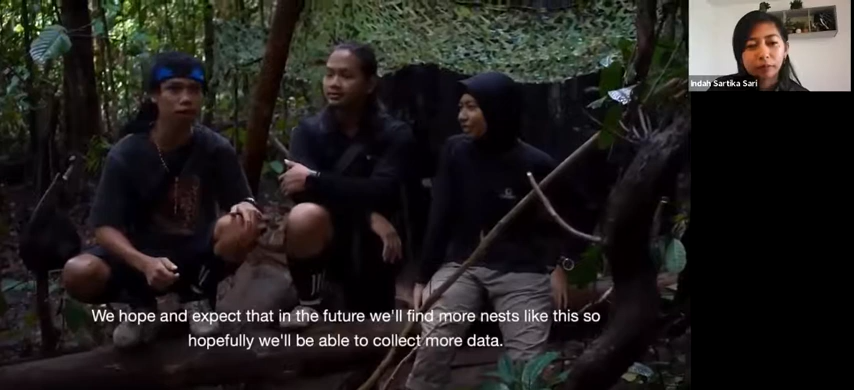 Indah Sartika Sari
We hope and expect that in the future we'll find more nests like this so
hopefully we'll be able to collect more data.